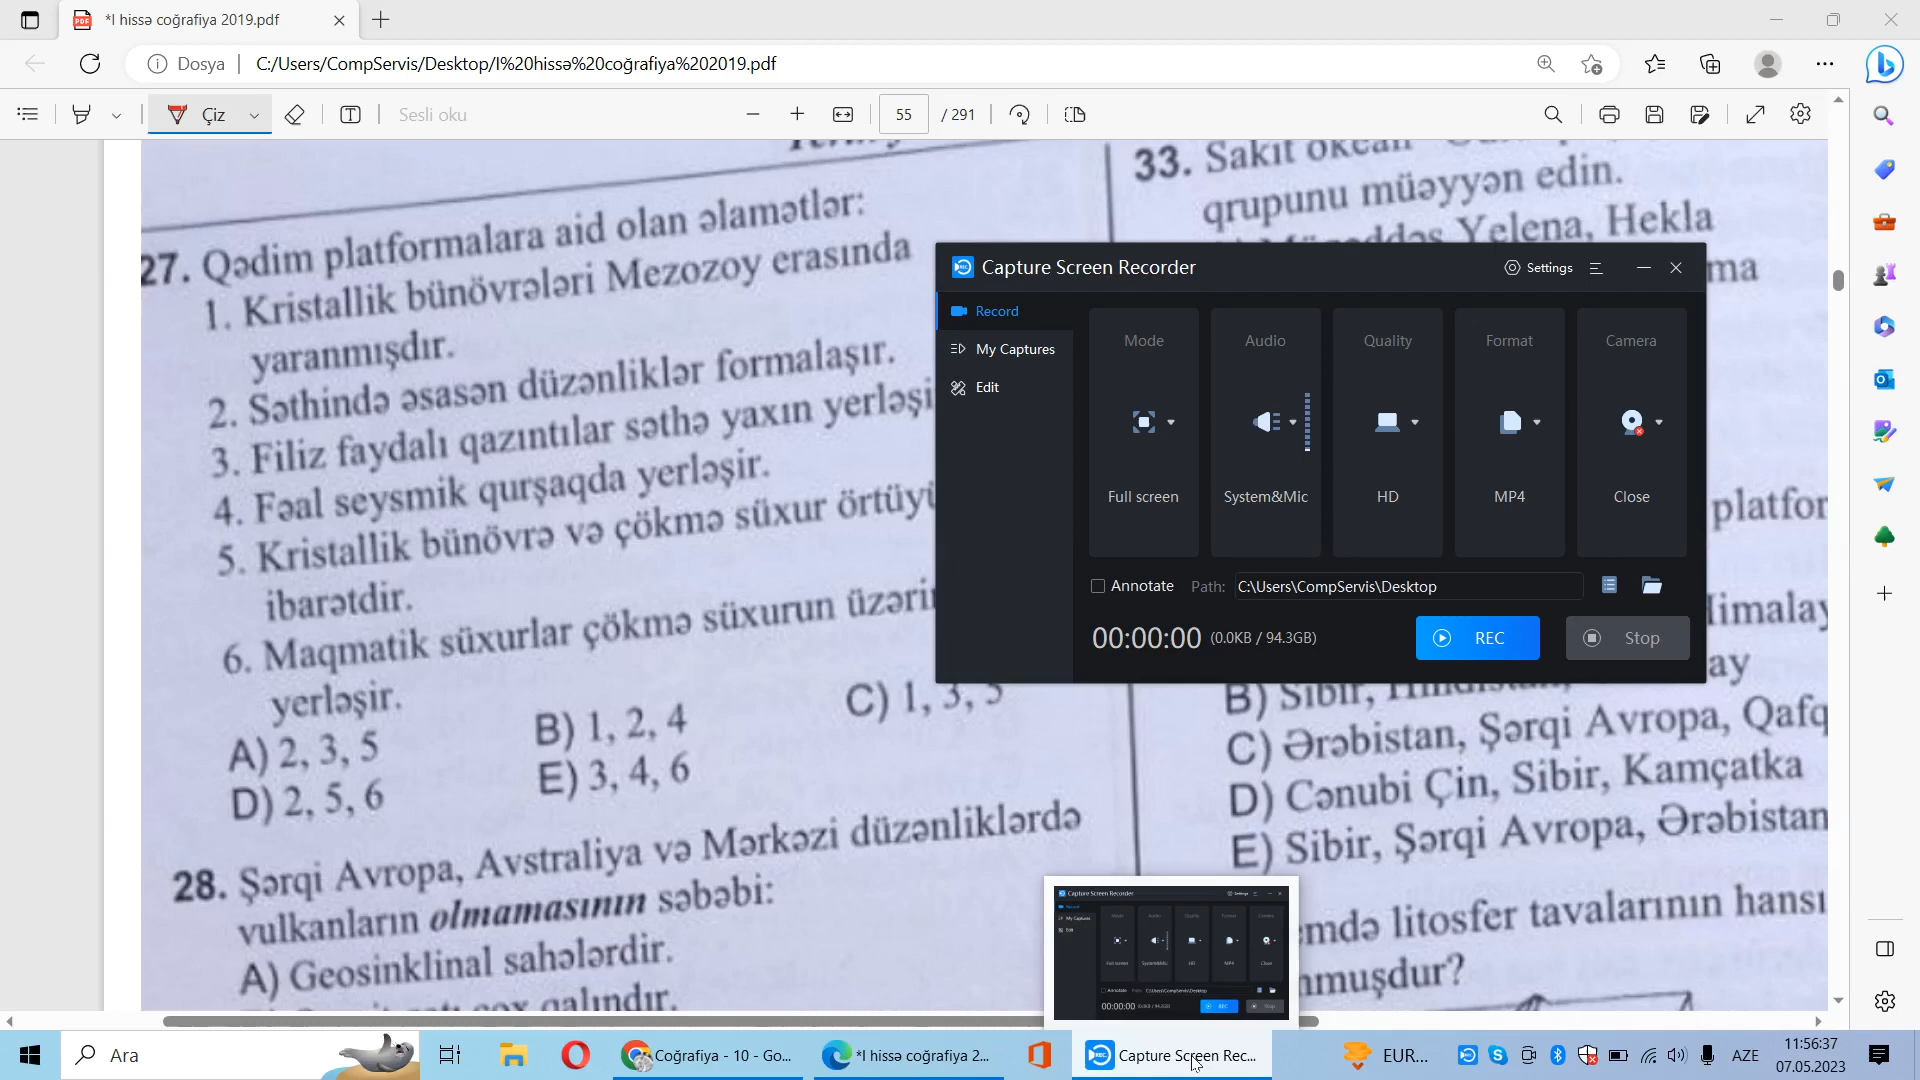 *I hissə coğrafiya 2019.pdf
Dosya
C:/Users/CompServis/Desktop/I%20hissə%20coğrafiya%202019.pdf
Çiz
Sesli oku
55
/ 291
27. Qədim platformalara aid olan əlamətlər:
1. Kristallik bünövrələri Mezozoy erasında
yaranmışdır.
2. Səthində əsasən düzənliklər formalaşır.
3. Filiz faydalı qazıntılar səthə yaxın yerləşi
4. Fəal seysmik qurşaqda yerləşir.
5. Kristallik bünövrə və çökmə süxur örtüyü
ibarətdir.
6. Maqmatik süxurlar çökmə süxurun üzəri
yerləşir.
A) 2, 3, 5
B) 1, 2, 4
C) 1, 3, 5
D) 2, 5, 6
E) 3, 4, 6
28. Şərqi Avropa, Avstraliya və Mərkəzi düzənliklərdə
vulkanların olmamasının səbəbi:
A) Geosinklinal sahələrdir.
33. Sakit okean
qrupunu müəyyən edin.
Yelena, Hekla
ma
platfor
Himalay
ay
B) Sibir,
C) Ərəbistan, Şərqi Avropa, Qafq
D) Cənubi Çin, Sibir, Kamçatka
E) Sibir, Şərqi Avropa, Ərəbistan
emdə litosfer tavalarının hansı
nmuşdur?
Capture Screen Recorder
Settings
Record
My Captures
Edit
Mode
Audio
Quality
Format
Camera
Full screen
System&Mic
HD
MP4
Close
Annotate
Path:
C:\Users\CompServis\Desktop
00:00:00
(0.0KB / 94.3GB)
REC
Stop
Capture Screen Recorder
Ara
Coğrafiya - 10 - Go...
*I hissə coğrafiya 2...
Capture Screen Rec...
EUR...
AZE
11:56:37
07.05.2023